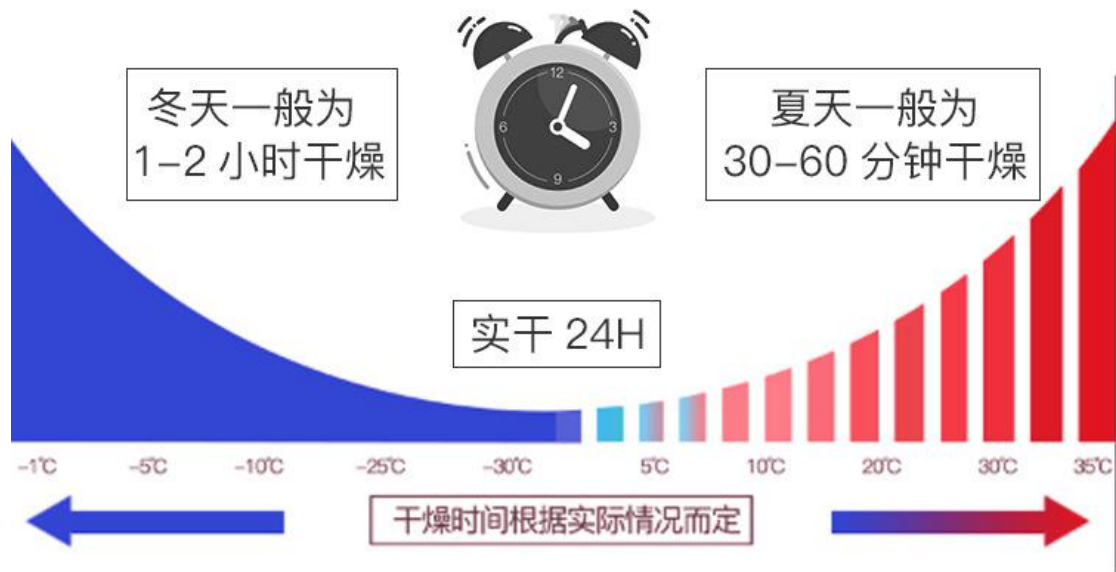 冬天一般为
1-2 小时干燥
12
3
6
9
夏天一般为
30-60 分钟干燥
实干 24H
-1℃ -5℃ -10℃ -25℃ -30℃ 5℃ 10℃ 20℃ 30℃ 35℃
干燥时间根据实际情况而定